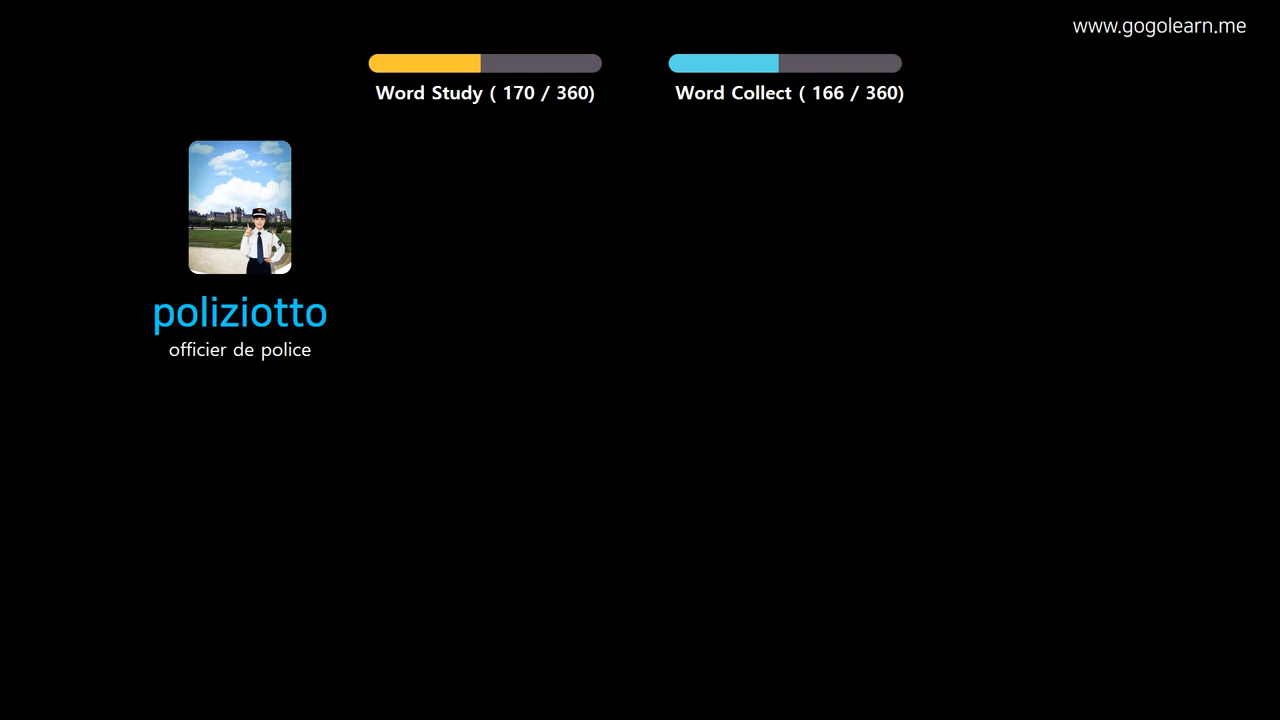 www.gogolearn.me
Word Study ( 170 / 360)
Word Collect ( 166 / 360)
poliziotto
officier de police